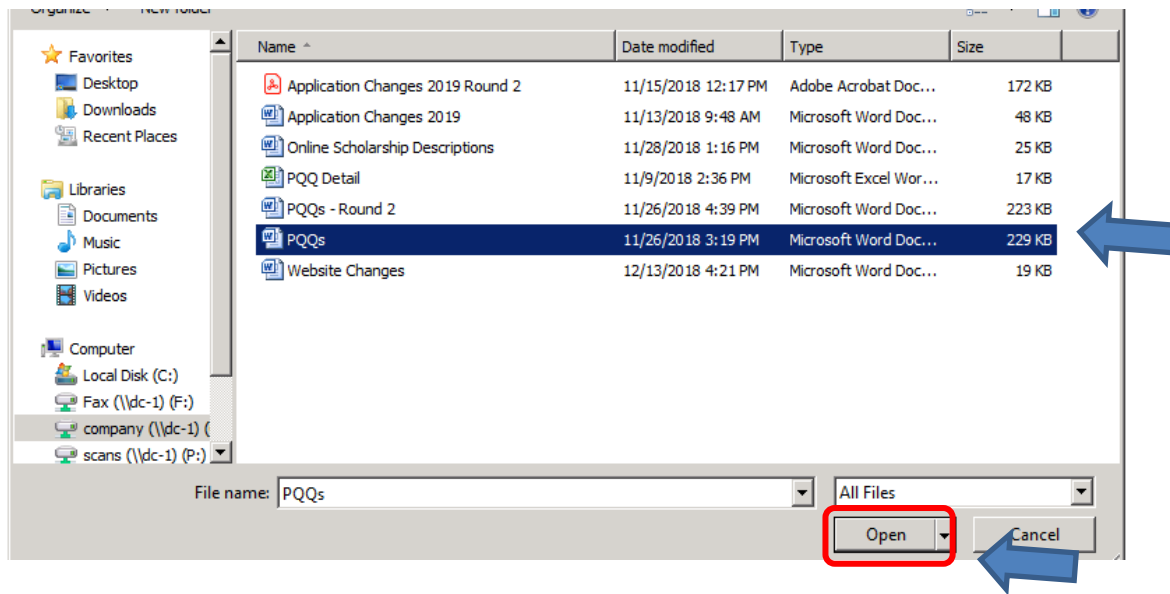 Organize New folder
Favorites
Desktop
Downloads
Recent Places
Libraries
Documents
Music
Pictures
Videos
Computer
Local Disk (C:)
Fax (\\dc-1) (F:)
company (\\dc-1) (
scans (\\dc-1) (P:)
Name Date modified Type Size
Application Changes 2019 Round 2 11/15/2018 12:17 PM Adobe Acrobat Doc... 172 KB
Application Changes 2019 11/13/2018 9:48 AM Microsoft Word Doc... 48 KB
Online Scholarship Descriptions 11/28/2018 1:16 PM Microsoft Word Doc... 25 KB
PQQ Detail 11/9/2018 2:36 PM Microsoft Excel Wor... 17 KB
PQQs - Round 2 11/26/2018 4:39 PM Microsoft Word Doc... 223 KB
PQQs 11/26/2018 3:19 PM Microsoft Word Doc... 229 KB
Website Changes 12/13/2018 4:21 PM Microsoft Word Doc... 19 KB
File name: PQQs All Files
Open Cancel